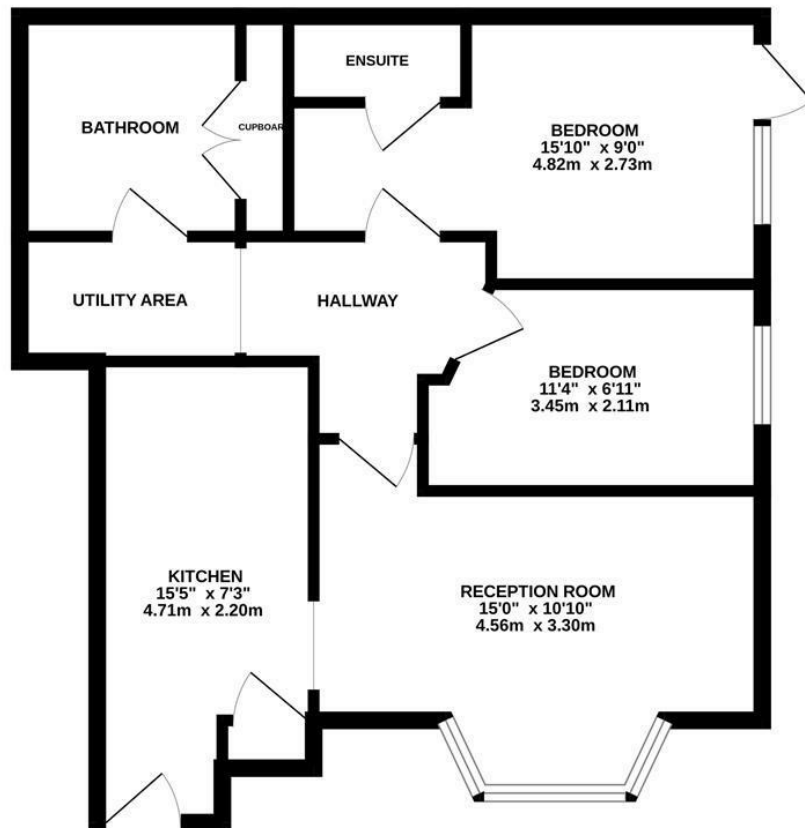 ENSUITE
BATHROOM
CUPBOAR
BEDROOM
15'10" x 9'0"
4.82m x 2.73m
UTILITY AREA
HALLWAY
BEDROOM
11'4" x 6'11"
3.45m x 2.11m
KITCHEN
15'5" x 7'3"
4.71m x 2.20m
RECEPTION ROOM
15'0" x 10'10"
4.56m x 3.30m